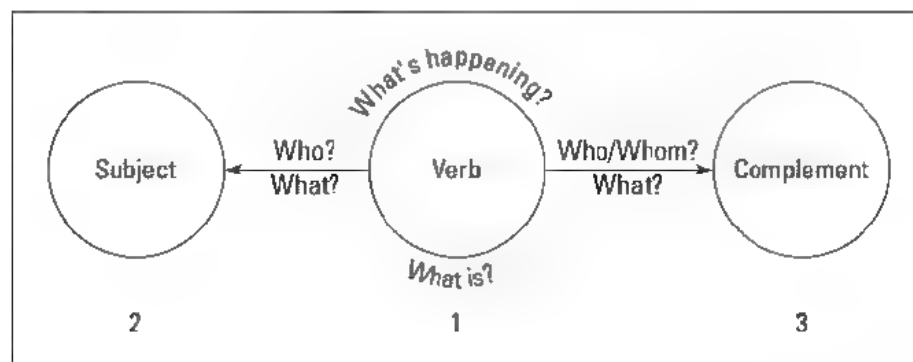 What's happening?
Who?
Who/Whom?
Subject
Verb
Complement
What?
What?
What is?
2
1
3